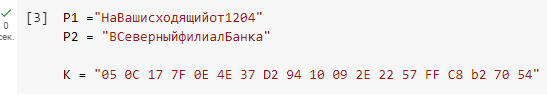 [3] P1 ="НаВашисходящийот1204"
0 P2 = "ВСеверныйфилиалБанка"
сек.
K = "05 0C 17 7F 0E 4E 37 D2 94 10 09 2E 22 57 FF C8 b2 70 54"